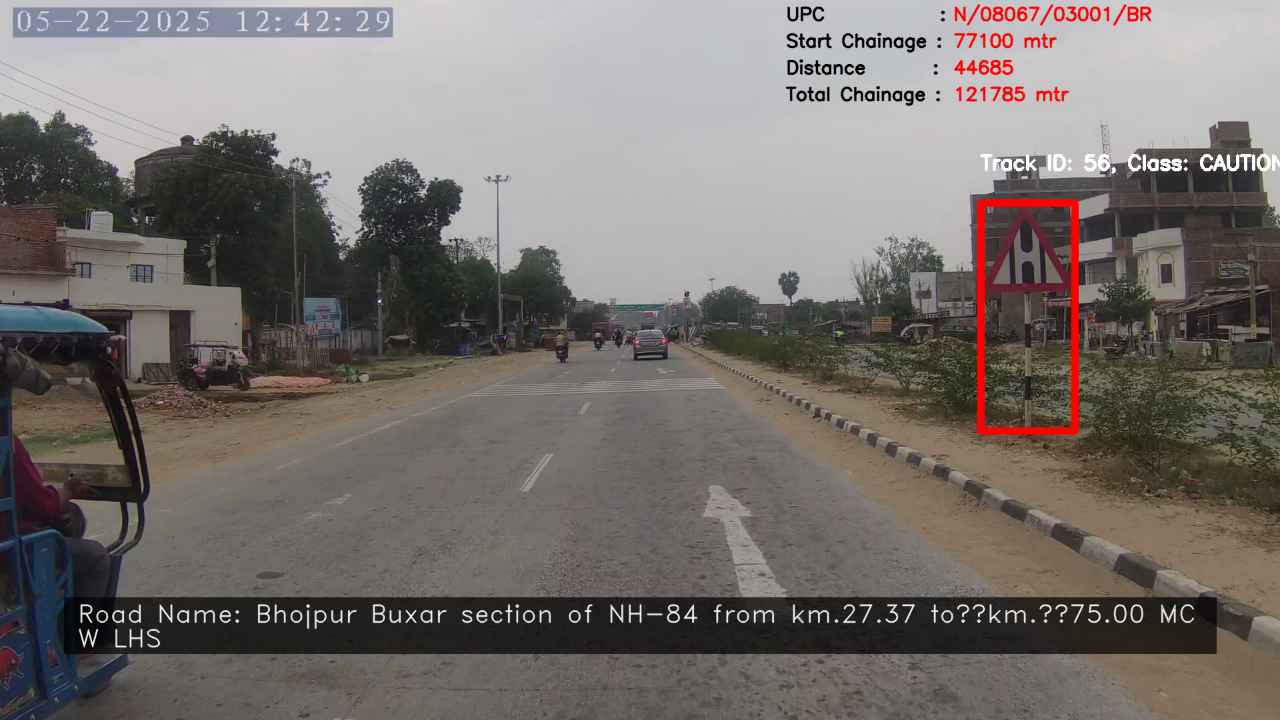 05-22-2025 12:42:29
UPC : N/08067/03001/BR
Start Chainage : 77100 mtr
Distance : 44685
Total Chainage : 121785 mtr
Track ID: 56, Class: CAUTION
Road Name: Bhojpur Buxar section of NH-84 from km.27.37 to??km.??75.00 MC
W LHS